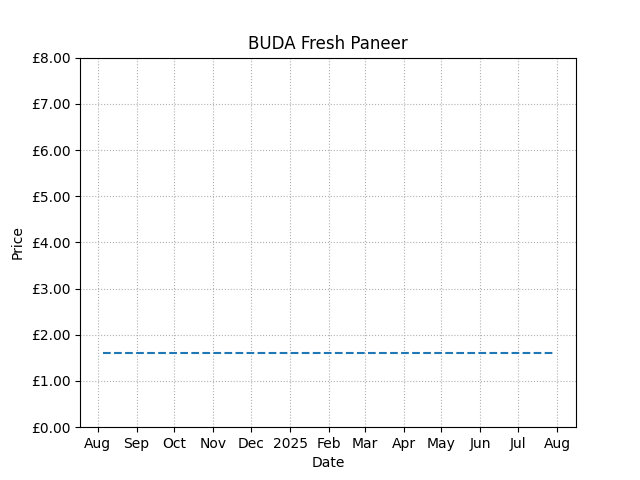 BUDA Fresh Paneer
£8.00
£7.00
£6.00
£5.00
£4.00
£3.00
£2.00
£1.00
£0.00
Price
Aug Sep Oct Nov Dec 2025 Feb Mar Apr May Jun Jul Aug
Date